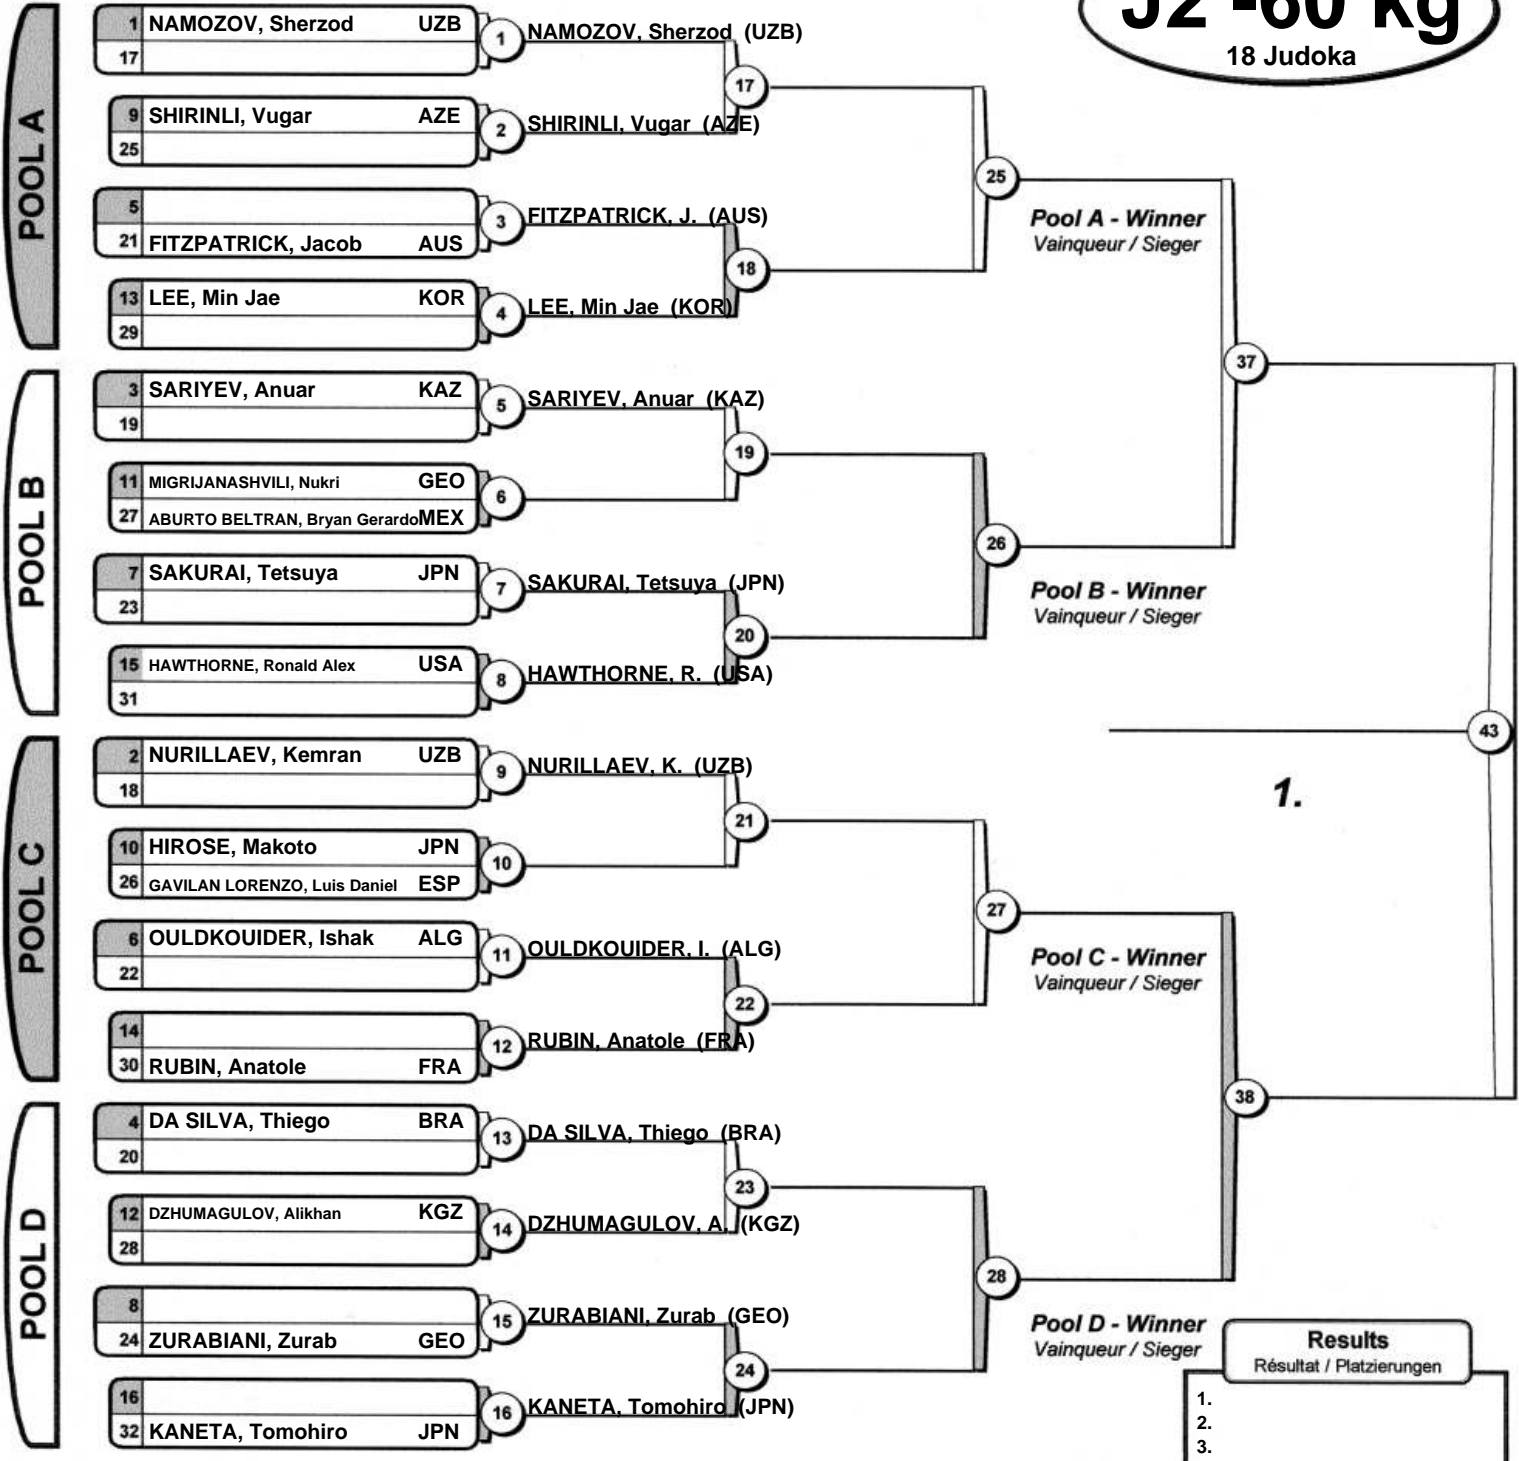 J2 -60 kg
18 Judoka
POOL A
1 NAMOZOV, Sherzod UZB
17
1 NAMOZOV, Sherzod (UZB)
17
9 SHIRINLI, Vugar AZE
25
2 SHIRINLI, Vugar (AZE)
25
5
21 FITZPATRICK, Jacob AUS
3 FITZPATRICK, J. (AUS)
18
13 LEE, Min Jae KOR
29
4 LEE, Min Jae (KOR)
Pool A - Winner
Vainqueur / Sieger
37
POOL B
3 SARIYEV, Anuar KAZ
19
5 SARIYEV, Anuar (KAZ)
19
11 MIGRIJANASHVILI, Nukri GEO
27 ABURTO BELTRAN, Bryan Gerardo MEX
6
26
7 SAKURAI, Tetsuya JPN
23
7 SAKURAI, Tetsuya (JPN)
20
15 HAWTHORNE, Ronald Alex USA
31
8 HAWTHORNE, R. (USA)
Pool B - Winner
Vainqueur / Sieger
43
1.
POOL C
2 NURILLAEV, Kemran UZB
18
9 NURILLAEV, K. (UZB)
21
10 HIROSE, Makoto JPN
26 GAVILAN LORENZO, Luis Daniel ESP
10
27
6 OULDKOUIDER, Ishak ALG
22
11 OULDKOUIDER, I. (ALG)
22
14
30 RUBIN, Anatole FRA
12 RUBIN, Anatole (FRA)
Pool C - Winner
Vainqueur / Sieger
38
POOL D
4 DA SILVA, Thiego BRA
20
13 DA SILVA, Thiego (BRA)
23
12 DZHUMAGULOV, Alikhan KGZ
28
14 DZHUMAGULOV, A. (KGZ)
28
8
24 ZURABIANI, Zurab GEO
15 ZURABIANI, Zurab (GEO)
24
16
32 KANETA, Tomohiro JPN
16 KANETA, Tomohiro (JPN)
Pool D - Winner
Vainqueur / Sieger
Results
Résultat / Platzierungen
1.
2.
3.